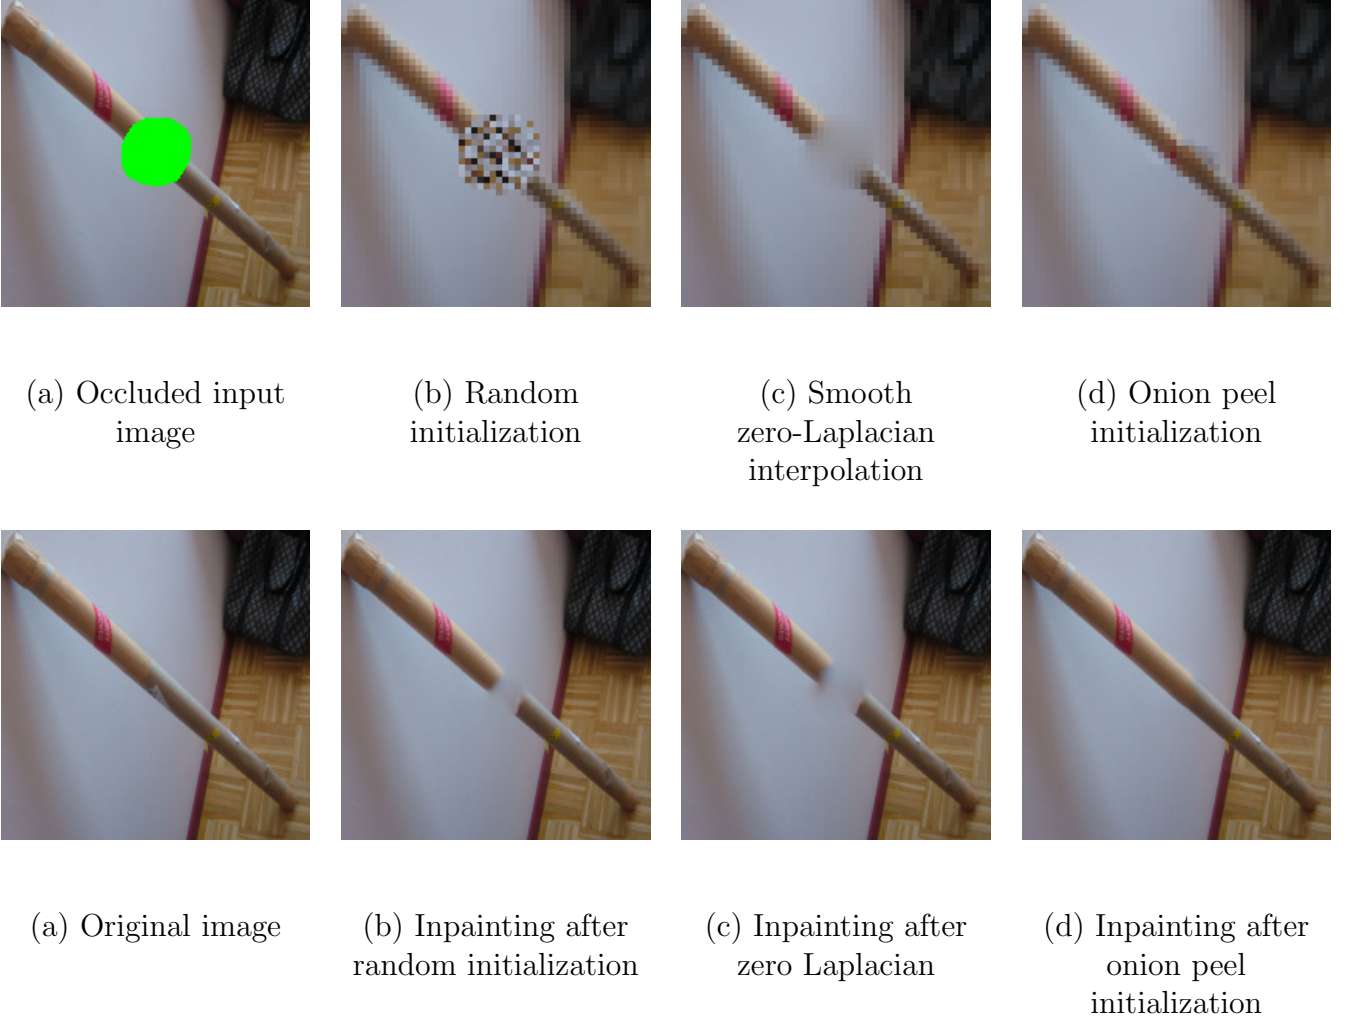 (a) Occluded input
image
(b) Random
initialization
(c) Smooth
zero-Laplacian
interpolation
(d) Onion peel
initialization
(a) Original image
(b) Inpainting after
random initialization
(c) Inpainting after
zero Laplacian
(d) Inpainting after
onion peel
initialization